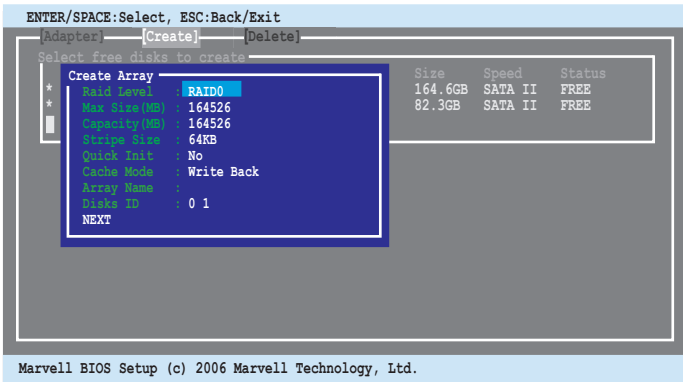 ENTER/SPACE:Select, ESC:Back/Exit
[Adapter] [Create] [Delete]
Select free disks to create
Size Speed Status
* 164.6GB SATA II FREE
* 82.3GB SATA II FREE
Create Array
Raid Level : RAID0
Max Size(MB) : 164526
Capacity(MB) : 164526
Stripe Size : 64KB
Quick Init : No
Cache Mode : Write Back
Array Name :
Disks ID : 0 1
NEXT
Marvell BIOS Setup (c) 2006 Marvell Technology, Ltd.